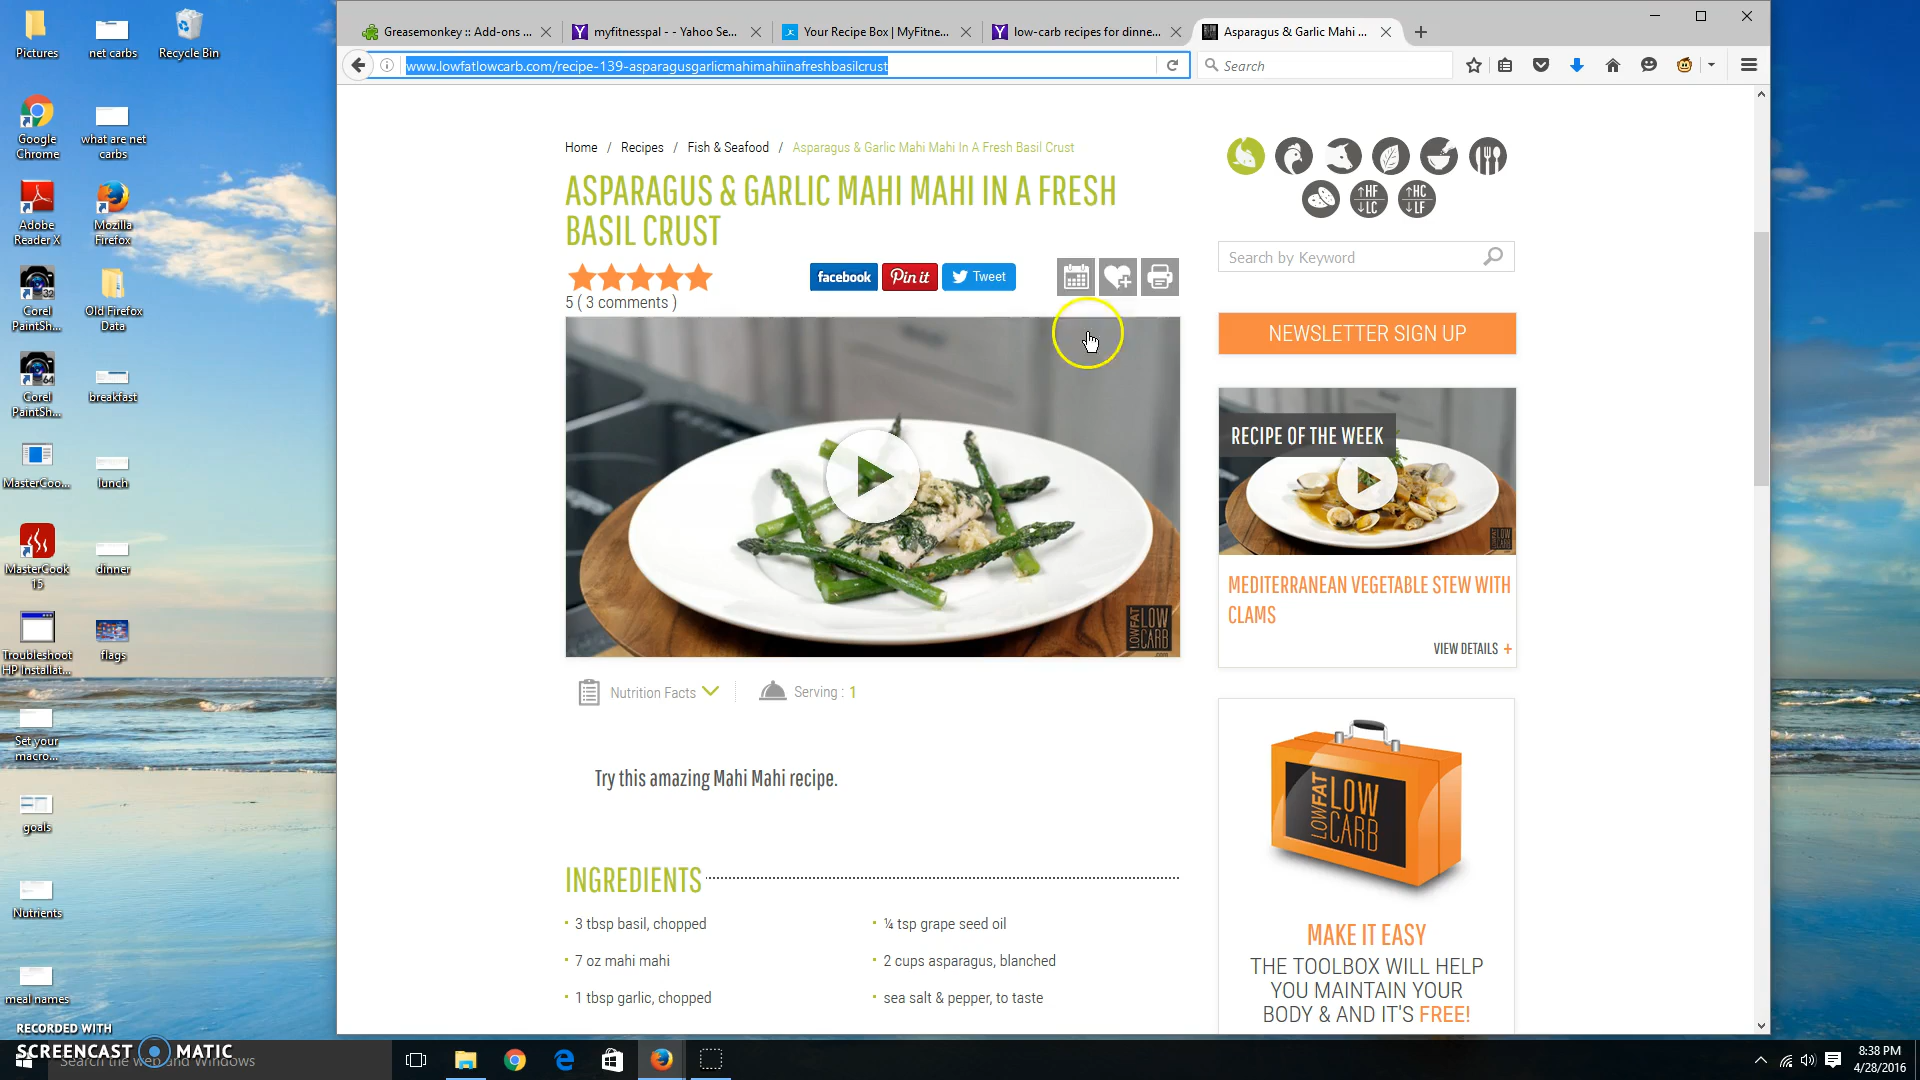 Pictures
net carbs
Recycle Bin
Google Chrome
what are net carbs
Adobe Reader X
Mozilla Firefox
32
Corel PaintSh...
Old Firefox Data
64
Corel PaintSh...
breakfast
MasterCoo...
lunch
MasterCook 15
dinner
Troubleshoot HP Installat...
flags
Set your macro...
goals
Nutrients
meal names
RECORDED WITH
SCREENCAST MATIC
Search the web and Windows
Greasemonkey :: Add-ons ...
myfitnesspal - - Yahoo Se...
Your Recipe Box | MyFitne...
low-carb recipes for dinne...
Asparagus & Garlic Mahi ...
www.lowfatlowcarb.com/recipe-139-asparagusgarlicmahimahiinafreshbasilcrust
Search
Home / Recipes / Fish & Seafood / Asparagus & Garlic Mahi Mahi In A Fresh Basil Crust
ASPARAGUS & GARLIC MAHI MAHI IN A FRESH
BASIL CRUST
facebook
Pin it
Tweet
5 ( 3 comments )
LOWFAT LOW CARB .com
Nutrition Facts
Serving : 1
Try this amazing Mahi Mahi recipe.
INGREDIENTS
3 tbsp basil, chopped
¼ tsp grape seed oil
7 oz mahi mahi
2 cups asparagus, blanched
1 tbsp garlic, chopped
sea salt & pepper, to taste
↑HF ↓LC
↑HC ↓LF
Search by Keyword
NEWSLETTER SIGN UP
RECIPE OF THE WEEK
MEDITERRANEAN VEGETABLE STEW WITH
CLAMS
VIEW DETAILS +
LOWFAT LOW CARB
MAKE IT EASY
THE TOOLBOX WILL HELP
YOU MAINTAIN YOUR
BODY & AND IT'S FREE!
8:38 PM
4/28/2016